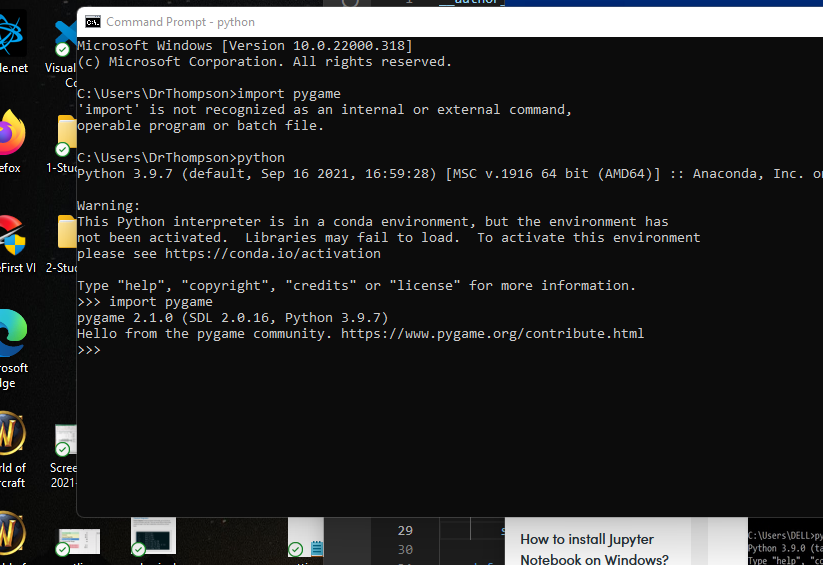 __author_
Command Prompt - python
Microsoft Windows [Version 10.0.22000.318]
(c) Microsoft Corporation. All rights reserved.
C:\Users\DrThompson>import pygame
'import' is not recognized as an internal or external command,
operable program or batch file.
C:\Users\DrThompson>python
Python 3.9.7 (default, Sep 16 2021, 16:59:28) [MSC v.1916 64 bit (AMD64)] :: Anaconda, Inc. o
Warning:
This Python interpreter is in a conda environment, but the environment has
not been activated.  Libraries may fail to load.  To activate this environment
please see https://conda.io/activation
Type "help", "copyright", "credits" or "license" for more information.
>>> import pygame
pygame 2.1.0 (SDL 2.0.16, Python 3.9.7)
Hello from the pygame community. https://www.pygame.org/contribute.html
>>>
le.net
Visual
Co
efox
1-Stu
eFirst VI
2-Stu
rosoft
dge
rld of
rcraft
Scree
2021-
29
30
How to install Jupyter
Notebook on Windows?
C:\Users\DELL>py
Python 3.9.0 (ta
Type "help", "co